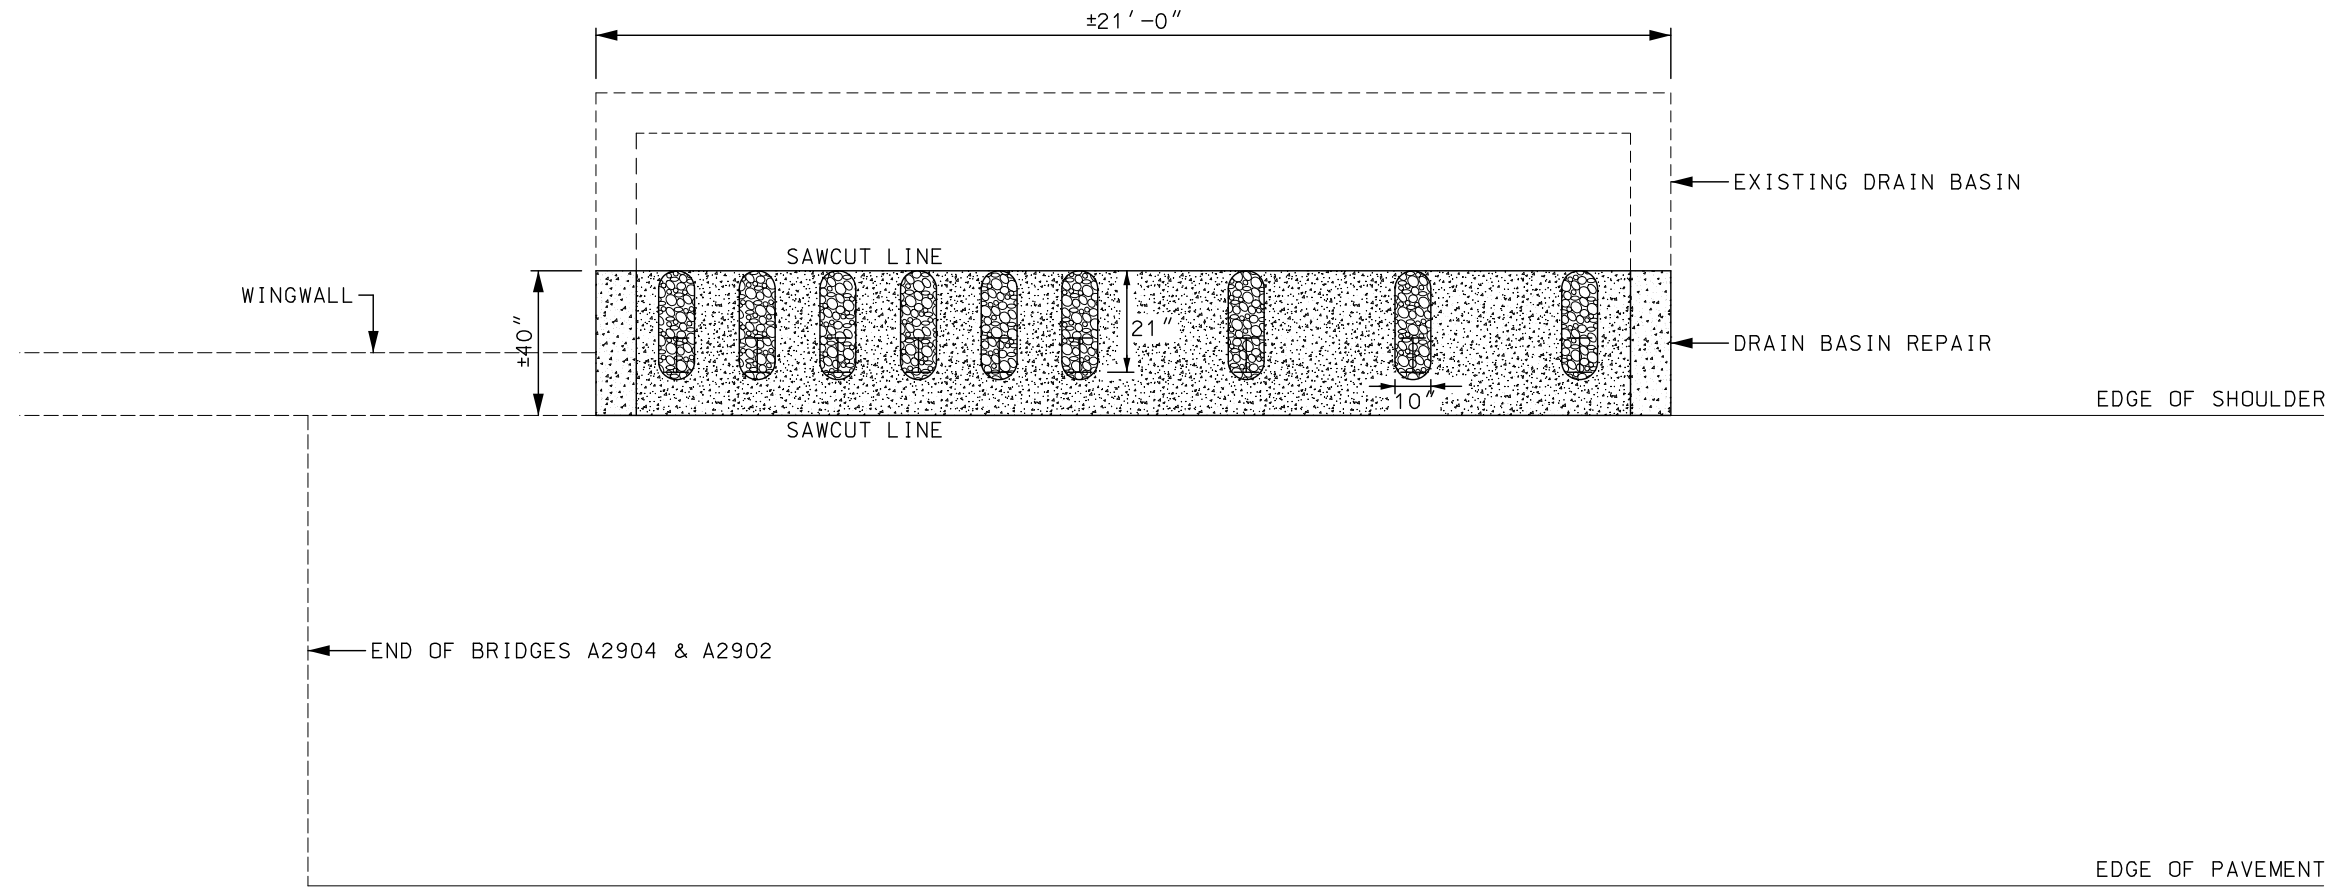 ±21'-0"
EXISTING DRAIN BASIN
SAWCUT LINE
WINGWALL
±40"
21"
DRAIN BASIN REPAIR
10"
EDGE OF SHOULDER
SAWCUT LINE
END OF BRIDGES A2904 & A2902
EDGE OF PAVEMENT